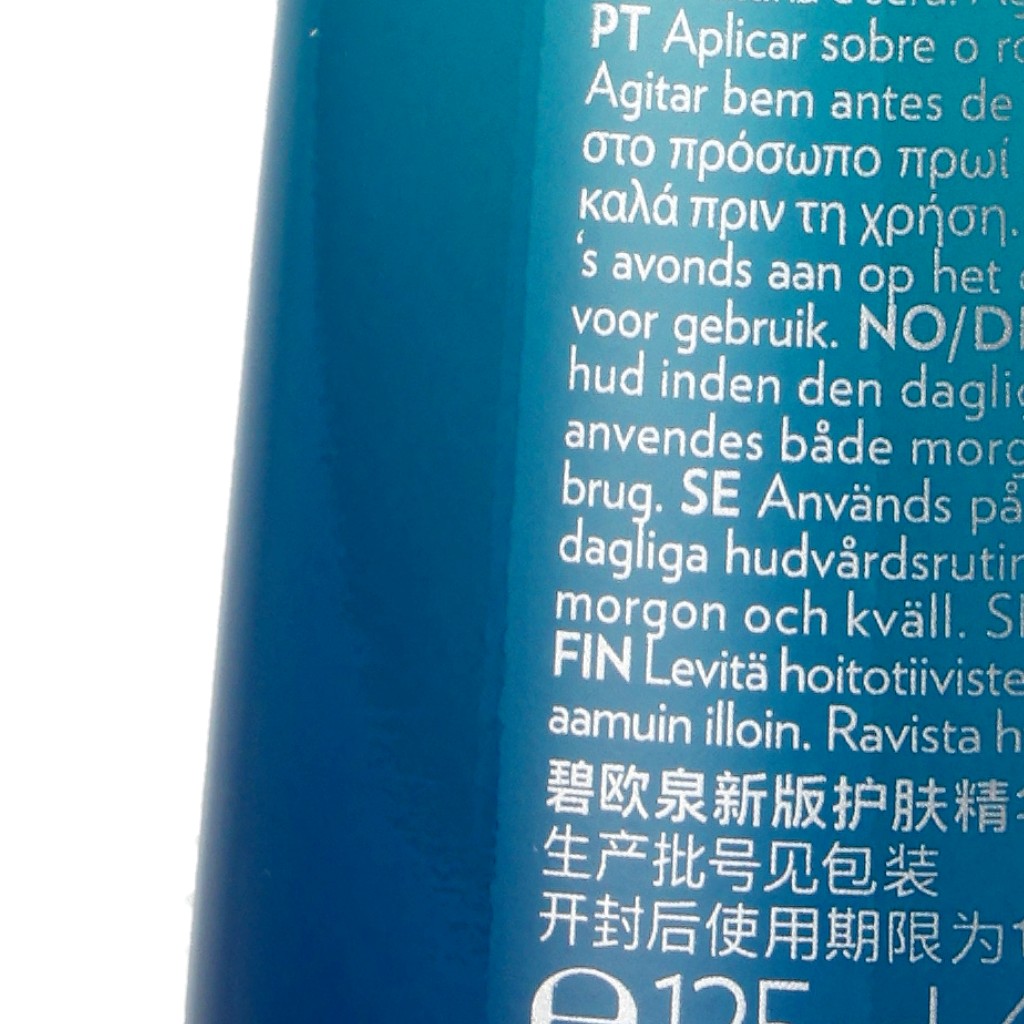 PT Aplicar sobre o
Agitar bem antes de
στο πρόσωπο πρωί
καλά πριν τη χρήση.
's avonds aan op het
voor gebruik. NO/D
hud inden den dagli
anvendes både morg
brug. SE Används på
dagliga hudvårdsrutin
morgon och kväll.
FIN Levitä hoitotiiviste
aamuin illoin. Ravista h
碧欧泉新版护肤精
生产批号见包装
开封后使用期限为
℮ 125